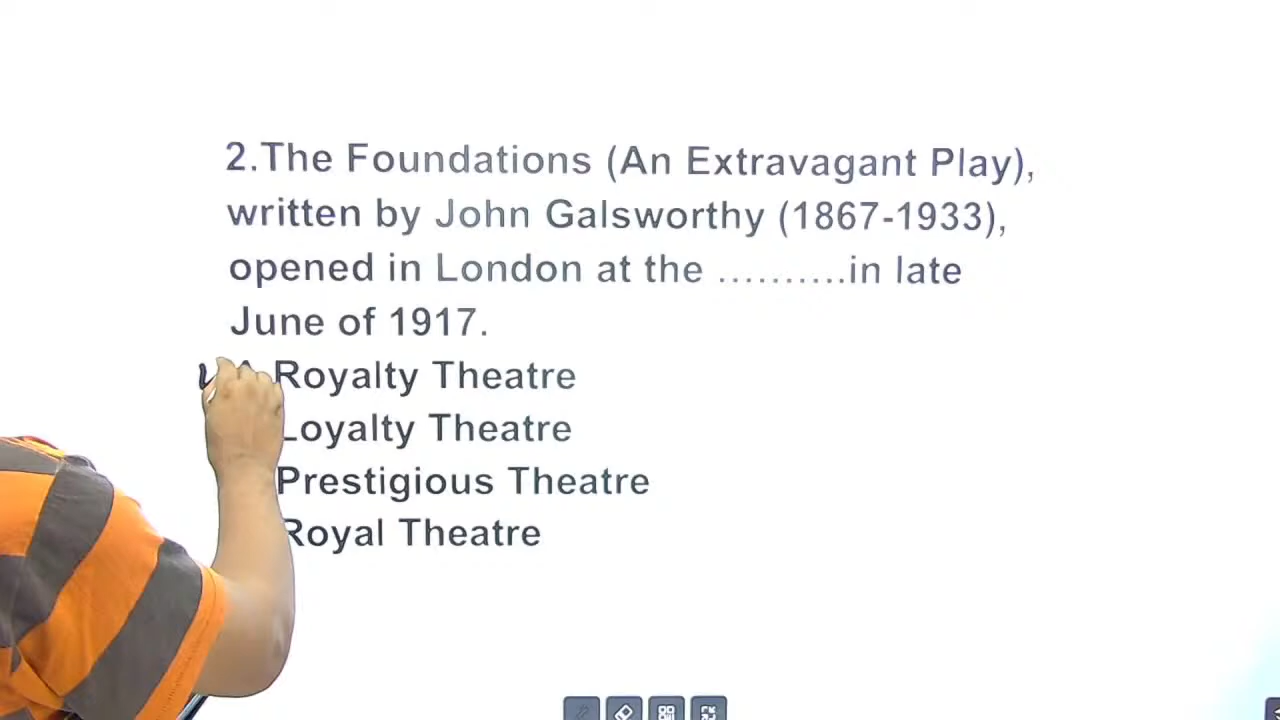 2.The Foundations (An Extravagant Play),
written by John Galsworthy (1867-1933),
opened in London at the ..........in late
June of 1917.
Royalty Theatre
Loyalty Theatre
Prestigious Theatre
Royal Theatre